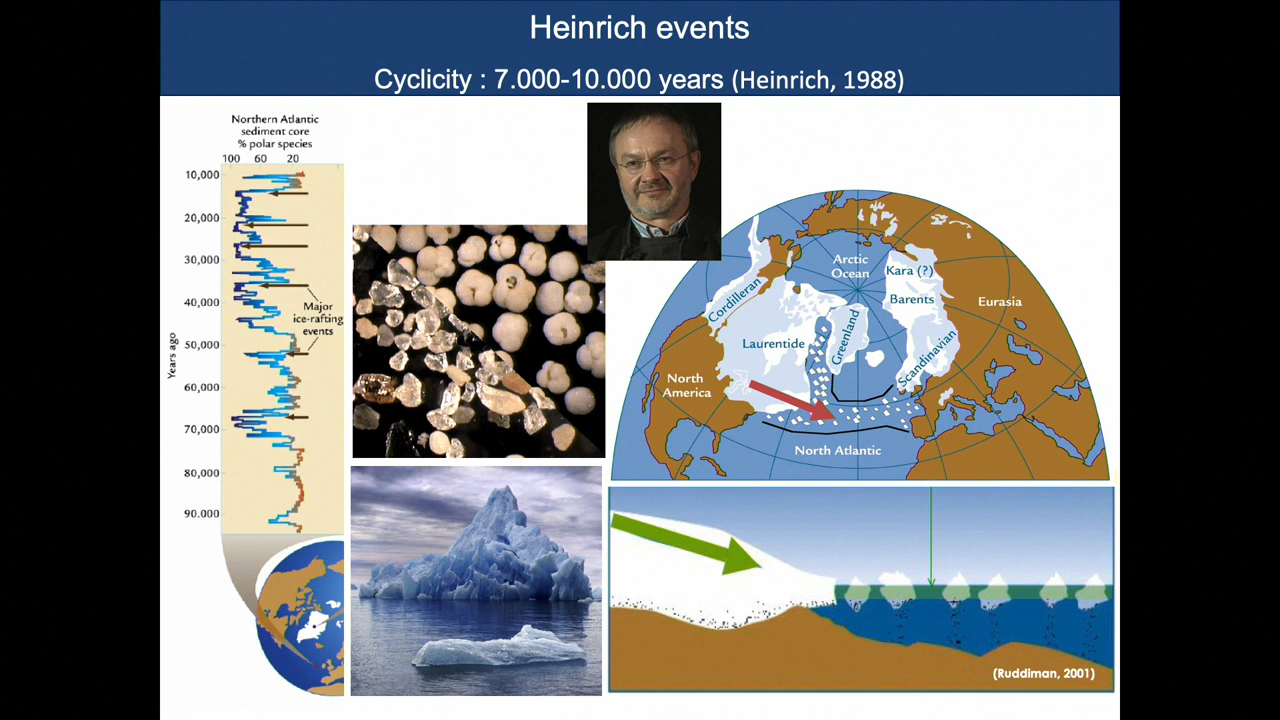 Heinrich events
Cyclicity : 7.000-10.000 years (Heinrich, 1988)
Northern Atlantic
sediment core
% polar species
100 60 20
10,000
20,000
30,000
40,000
50,000
60,000
70,000
80,000
90.000
Years ago
Major
ice-rafting
events
Arctic
Ocean
Kara (?)
Barents
Eurasia
Cordilleran
Laurentide
Greenland
Scandinavian
North
America
North Atlantic
(Ruddiman, 2001)